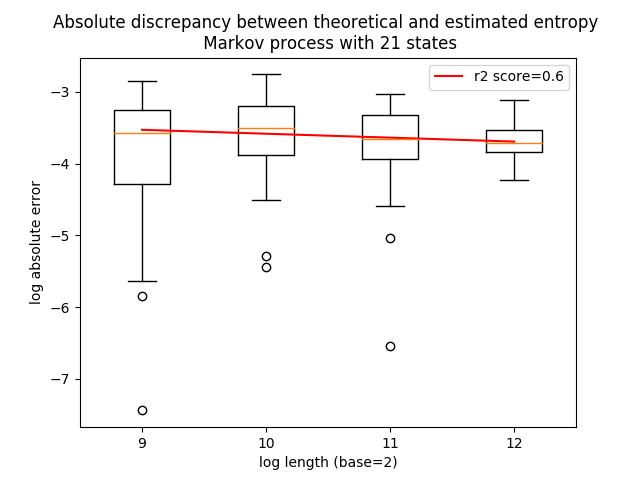 Absolute discrepancy between theoretical and estimated entropy
Markov process with 21 states
r2 score=0.6
−3
−4
−5
−6
−7
log absolute error
9 10 11 12
log length (base=2)